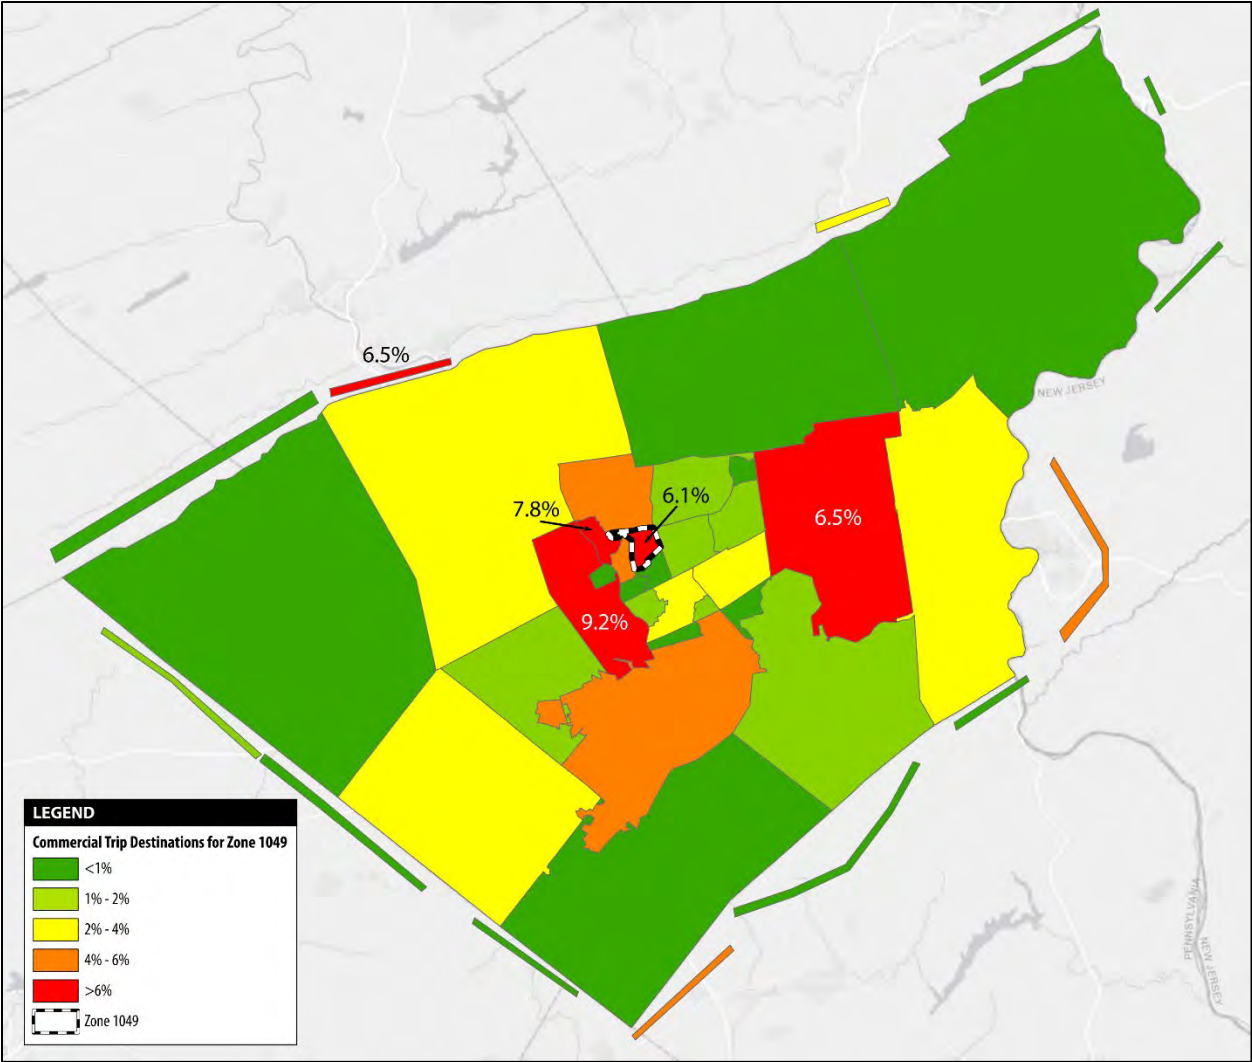 NEW JERSEY
6.5%
7.8%
6.1%
6.5%
9.2%
LEGEND
Commercial Trip Destinations for Zone 1049
<1%
1% - 2%
2% - 4%
4% - 6%
>6%
Zone 1049
PENNSYLVANIA
NEW JERSEY